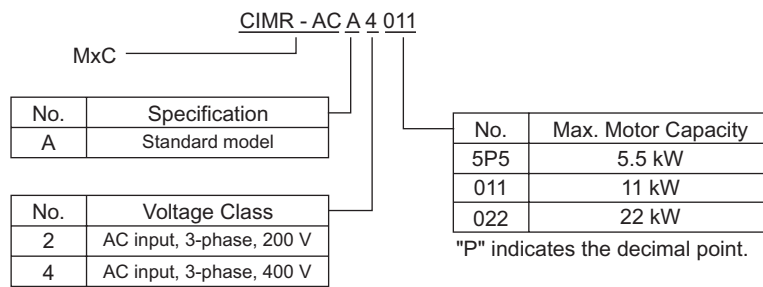 CIMR - AC A 4 011
MxC
No. Specification
A Standard model
No. Voltage Class
2 AC input, 3-phase, 200 V
4 AC input, 3-phase, 400 V
No. Max. Motor Capacity
5P5 5.5 kW
011 11 kW
022 22 kW
"P" indicates the decimal point.